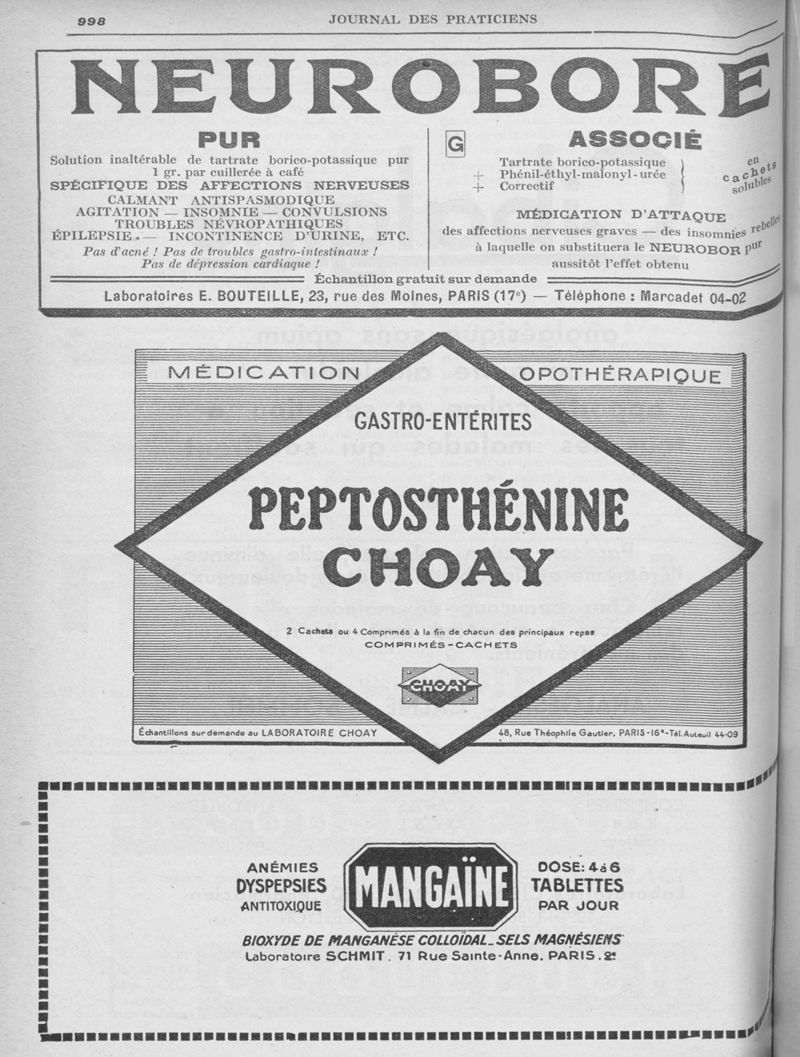 998
JOURNAL DES PRATICIENS
NEUROBORE
PUR
Solution inaltérable de tartrate borico-potassique pur
1 gr. par cuillerée à café
SPÉCIFIQUE DES AFFECTIONS NERVEUSES
CALMANT ANTISPASMODIQUE
AGITATION — INSOMNIE — CONVULSIONS
TROUBLES NÉVROPATHIQUES
ÉPILEPSIE. — INCONTINENCE D'URINE, ETC.
Pas d'acné ! Pas de troubles gastro-intestinaux !
Pas de dépression cardiaque !
G
ASSOCIÉ
Tartrate borico-potassique
+ Phénil-éthyl-malonyl-urée
+ Correctif
en
cachets
solubles
MÉDICATION D'ATTAQUE
des affections nerveuses graves — des insomnies rebelles
à laquelle on substituera le NEUROBOR pur
aussitôt l'effet obtenu
Échantillon gratuit sur demande
Laboratoires E. BOUTEILLE, 23, rue des Moines, PARIS (17e) — Téléphone : Marcadet 04-02
MÉDICATION OPOTHÉRAPIQUE
GASTRO-ENTÉRITES
PEPTOSTHÉNINE
CHOAY
2 Cachets ou 4 Comprimés à la fin de chacun des principaux repas
COMPRIMÉS-CACHETS
CHOAY
Échantillons sur demande au LABORATOIRE CHOAY
48, Rue Théophile Gautier, PARIS-16e-Tél. Auteuil 44-09
ANÉMIES
DYSPEPSIES
ANTITOXIQUE
MANGAÏNE
DOSE: 4 à 6
TABLETTES
PAR JOUR
BIOXYDE DE MANGANÈSE COLLOÏDAL_SELS MAGNÉSIENS
Laboratoire SCHMIT. 71 Rue Sainte-Anne. PARIS.2e